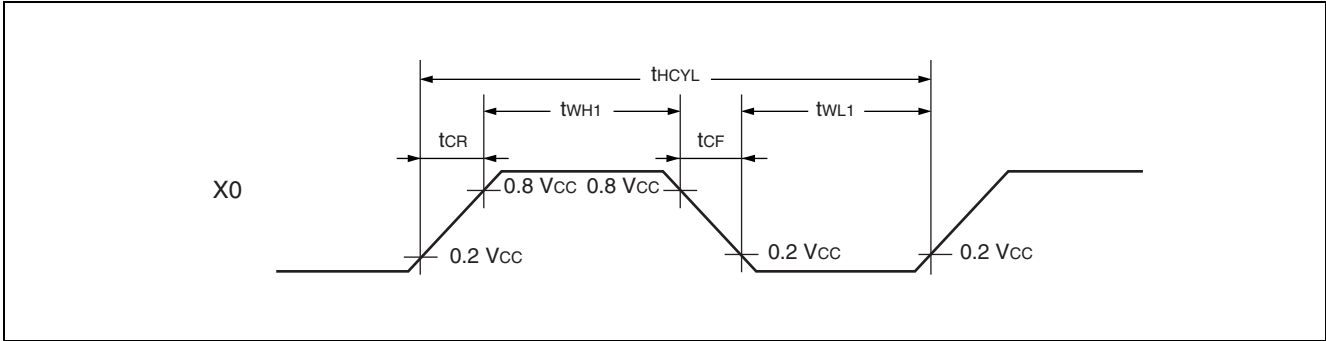 tHCYL
tWH1
tWL1
tCR
tCF
X0
0.8 VCC 0.8 VCC
0.2 VCC 0.2 VCC 0.2 VCC